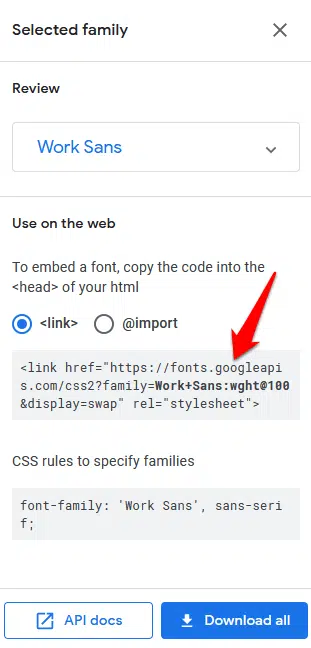 Selected family
Review
Work Sans
Use on the web
To embed a font, copy the code into the
<head> of your html
<link>
@import
<link href="https://fonts.googleapi
s.com/css2?family=Work+Sans:wght@100
&display=swap" rel="stylesheet">
CSS rules to specify families
font-family: 'Work Sans', sans-seri
f;
API docs
Download all